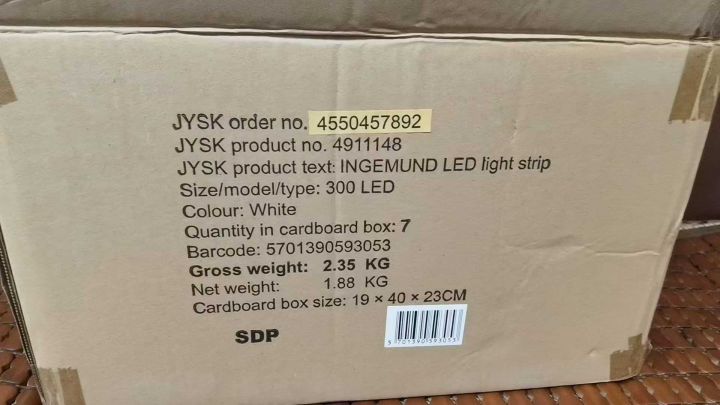 JYSK order no. 4550457892
JYSK product no. 4911148
JYSK product text: INGEMUND LED light strip
Size/model/type: 300 LED
Colour: White
Quantity in cardboard box: 7
Barcode: 5701390593053
Gross weight: 2.35 KG
Net weight: 1.88 KG
Cardboard box size: 19 × 40 × 23CM
SDP
5701390593053